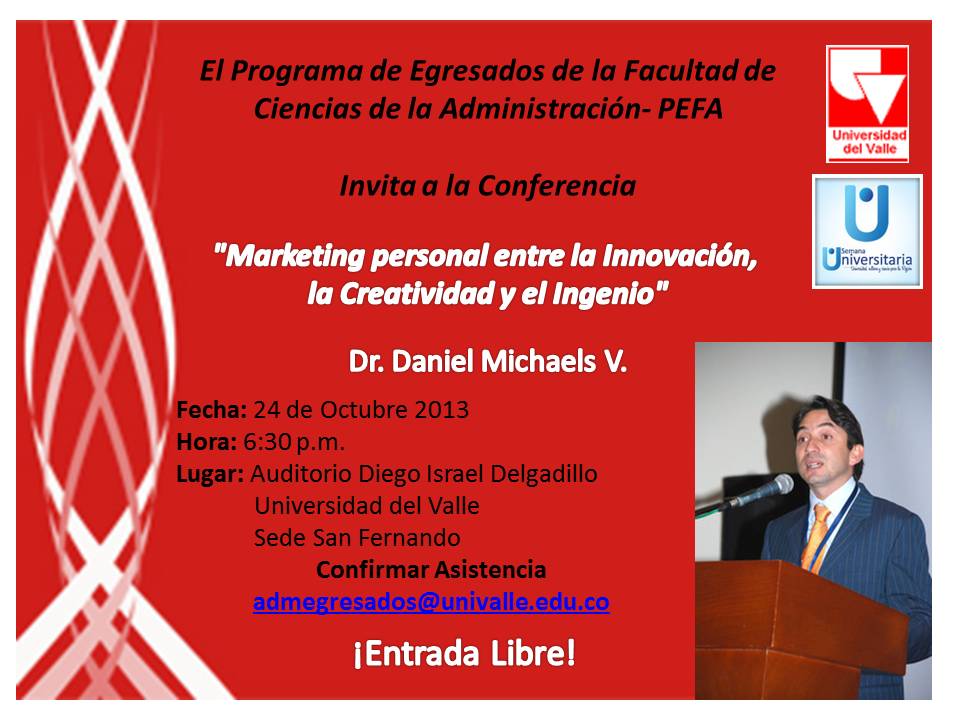 El Programa de Egresados de la Facultad de
Ciencias de la Administración- PEFA
Universidad
del Valle
Invita a la Conferencia
Semana
Universitaria
"Marketing personal entre la Innovación,
la Creatividad y el Ingenio"
Dr. Daniel Michaels V.
Fecha: 24 de Octubre 2013
Hora: 6:30 p.m.
Lugar: Auditorio Diego Israel Delgadillo
Universidad del Valle
Sede San Fernando
Confirmar Asistencia
admegresados@univalle.edu.co
¡Entrada Libre!